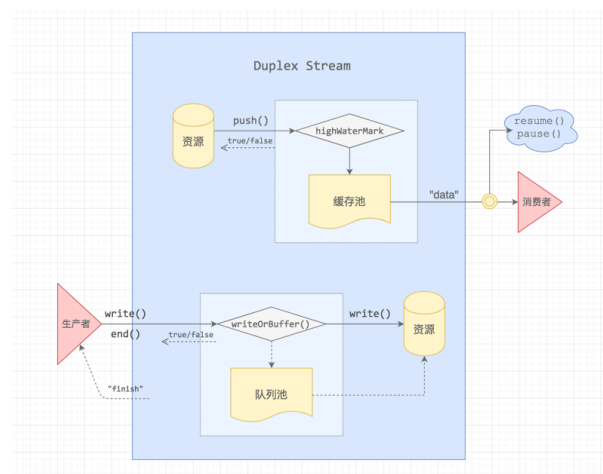 Duplex Stream
push()
highWaterMark
resume()
pause()
资源
true/false
缓存池
"data"
消费者
write()
writeOrBuffer()
write()
生产者
end()
true/false
资源
"finish"
队列池